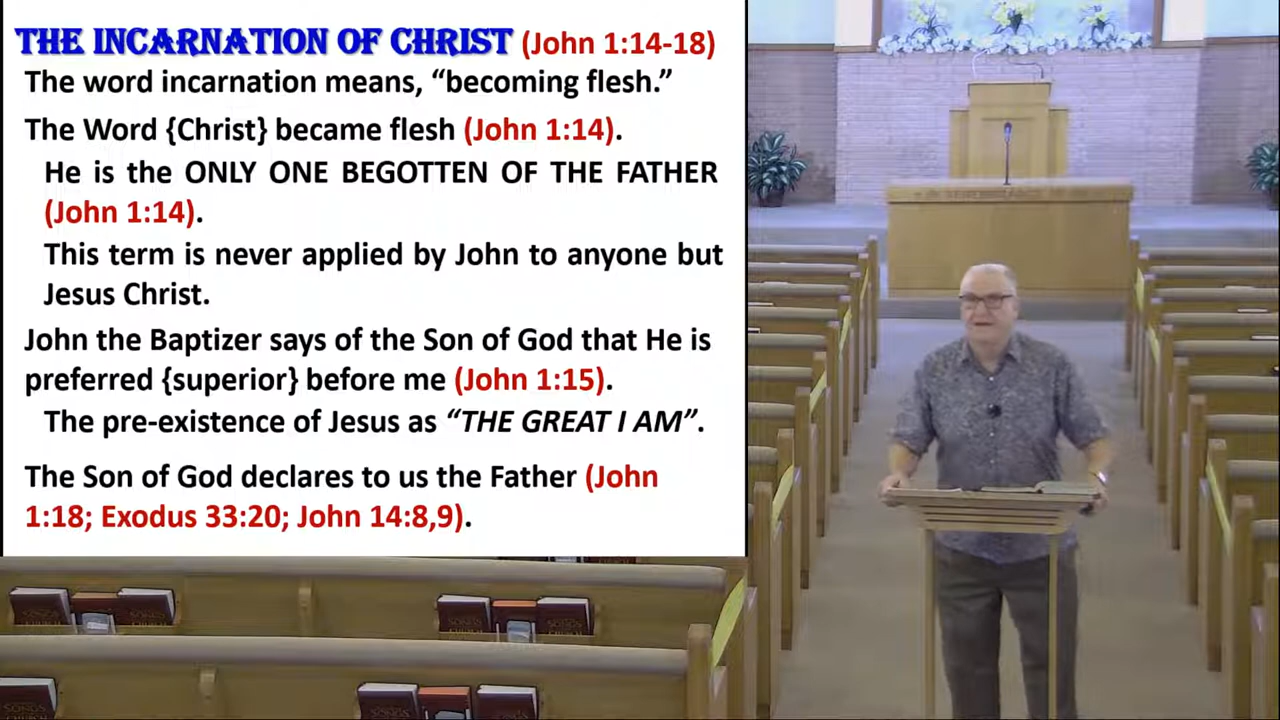 THE INCARNATION OF CHRIST (John 1:14-18)
The word incarnation means, “becoming flesh.”
The Word {Christ} became flesh (John 1:14).
He is the ONLY ONE BEGOTTEN OF THE FATHER
(John 1:14).
This term is never applied by John to anyone but
Jesus Christ.
John the Baptizer says of the Son of God that He is
preferred {superior} before me (John 1:15).
The pre-existence of Jesus as “THE GREAT I AM”.
The Son of God declares to us the Father (John
1:18; Exodus 33:20; John 14:8,9).